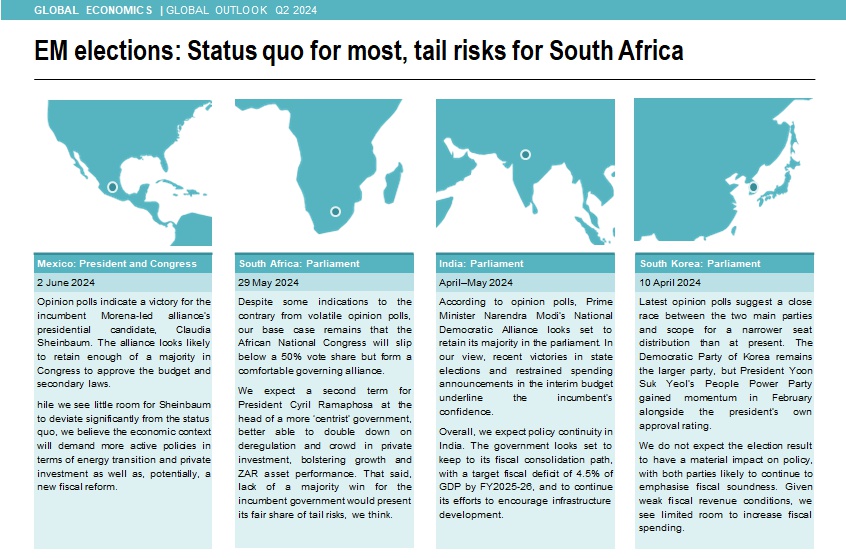 GLOBAL ECONOMICS | GLOBAL OUTLOOK Q2 2024
EM elections: Status quo for most, tail risks for South Africa
Mexico: President and Congress
2 June 2024
Opinion polls indicate a victory for the
incumbent Morena-led alliance's
presidential candidate, Claudia
Sheinbaum. The alliance looks likely
to retain enough of a majority in
Congress to approve the budget and
secondary laws.
hile we see little room for Sheinbaum
to deviate significantly from the status
quo, we believe the economic context
will demand more active policies in
terms of energy transition and private
investment as well as, potentially, a
new fiscal reform.
South Africa: Parliament
29 May 2024
Despite some indications to the
contrary from volatile opinion polls,
our base case remains that the
African National Congress will slip
below a 50% vote share but form a
comfortable governing alliance.
We expect a second term for
President Cyril Ramaphosa at the
head of a more 'centrist' government,
better able to double down on
deregulation and crowd in private
investment, bolstering growth and
ZAR asset performance. That said,
lack of a majority win for the
incumbent government would present
its fair share of tail risks, we think.
India: Parliament
April–May 2024
According to opinion polls, Prime
Minister Narendra Modi's National
Democratic Alliance looks set to
retain its majority in the parliament. In
our view, recent victories in state
elections and restrained spending
announcements in the interim budget
underline the incumbent's
confidence.
Overall, we expect policy continuity in
India. The government looks set to
keep to its fiscal consolidation path,
with a target fiscal deficit of 4.5% of
GDP by FY2025-26, and to continue
its efforts to encourage infrastructure
development.
South Korea: Parliament
10 April 2024
Latest opinion polls suggest a close
race between the two main parties
and scope for a narrower seat
distribution than at present. The
Democratic Party of Korea remains
the larger party, but President Yoon
Suk Yeol's People Power Party
gained momentum in February
alongside the president's own
approval rating.
We do not expect the election result
to have a material impact on policy,
with both parties likely to continue to
emphasise fiscal soundness. Given
weak fiscal revenue conditions, we
see limited room to increase fiscal
spending.